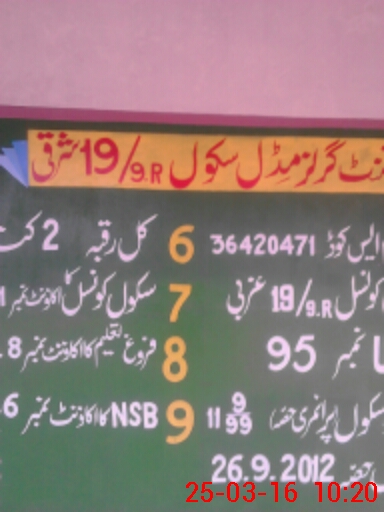 گرلز مڈل سکول 19/9.R شرقی
ایس کوڈ 36420471 6 کل رقبہ 2
کونسل 19/9.R غربی 7 سکول کونسل کا اکاؤنٹ نمبر
نمبر 95 8 فروغ تعلیم کا اکاؤنٹ نمبر 8
سکول (پرائمری حصہ) 11 9/99 9 NSB کا اکاؤنٹ نمبر 6
26.9.2012
25-03-16 10:20